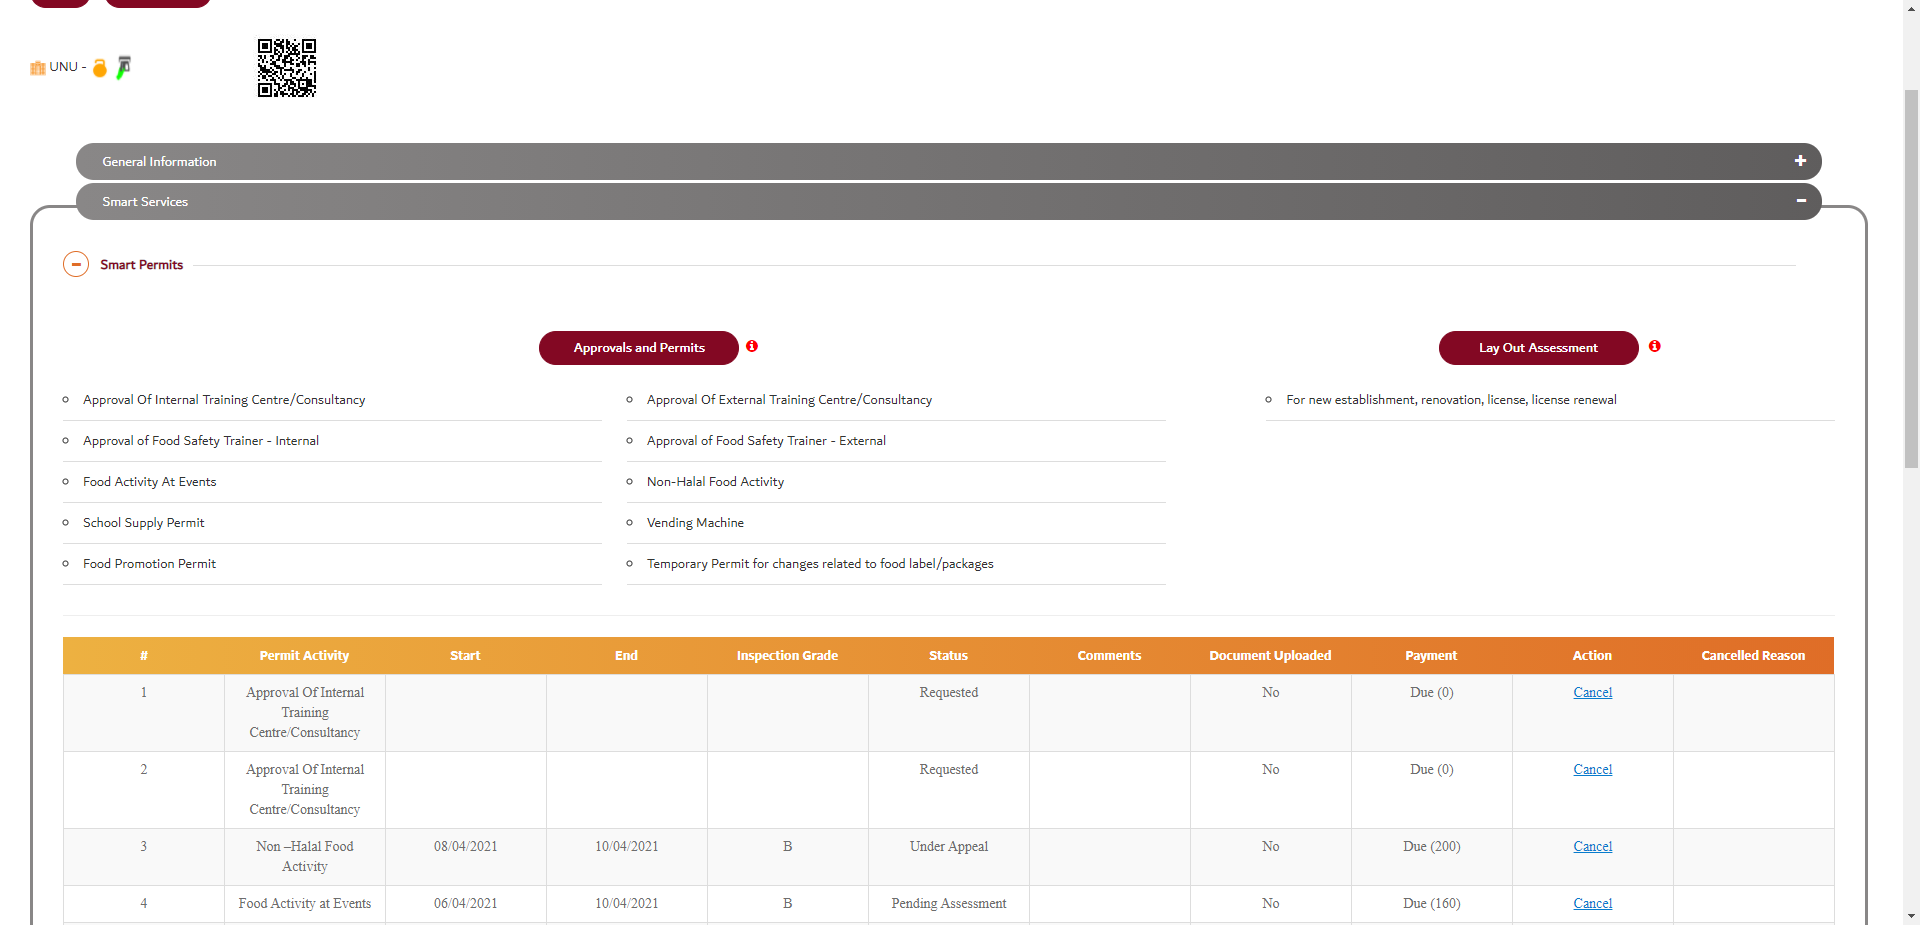 UNU -
General Information
Smart Services
Smart Permits
Approvals and Permits
Lay Out Assessment
Approval Of Internal Training Centre/Consultancy
Approval Of External Training Centre/Consultancy
For new establishment, renovation, license, license renewal
Approval of Food Safety Trainer - Internal
Approval of Food Safety Trainer - External
Food Activity At Events
Non-Halal Food Activity
School Supply Permit
Vending Machine
Food Promotion Permit
Temporary Permit for changes related to food label/packages
# Permit Activity Start End Inspection Grade Status Comments Document Uploaded Payment Action Cancelled Reason
1 Approval Of Internal Requested No Due (0) Cancel
Training
Centre/Consultancy
2 Approval Of Internal Requested No Due (0) Cancel
Training
Centre/Consultancy
3 Non –Halal Food 08/04/2021 10/04/2021 B Under Appeal No Due (200) Cancel
Activity
4 Food Activity at Events 06/04/2021 10/04/2021 B Pending Assessment No Due (160) Cancel